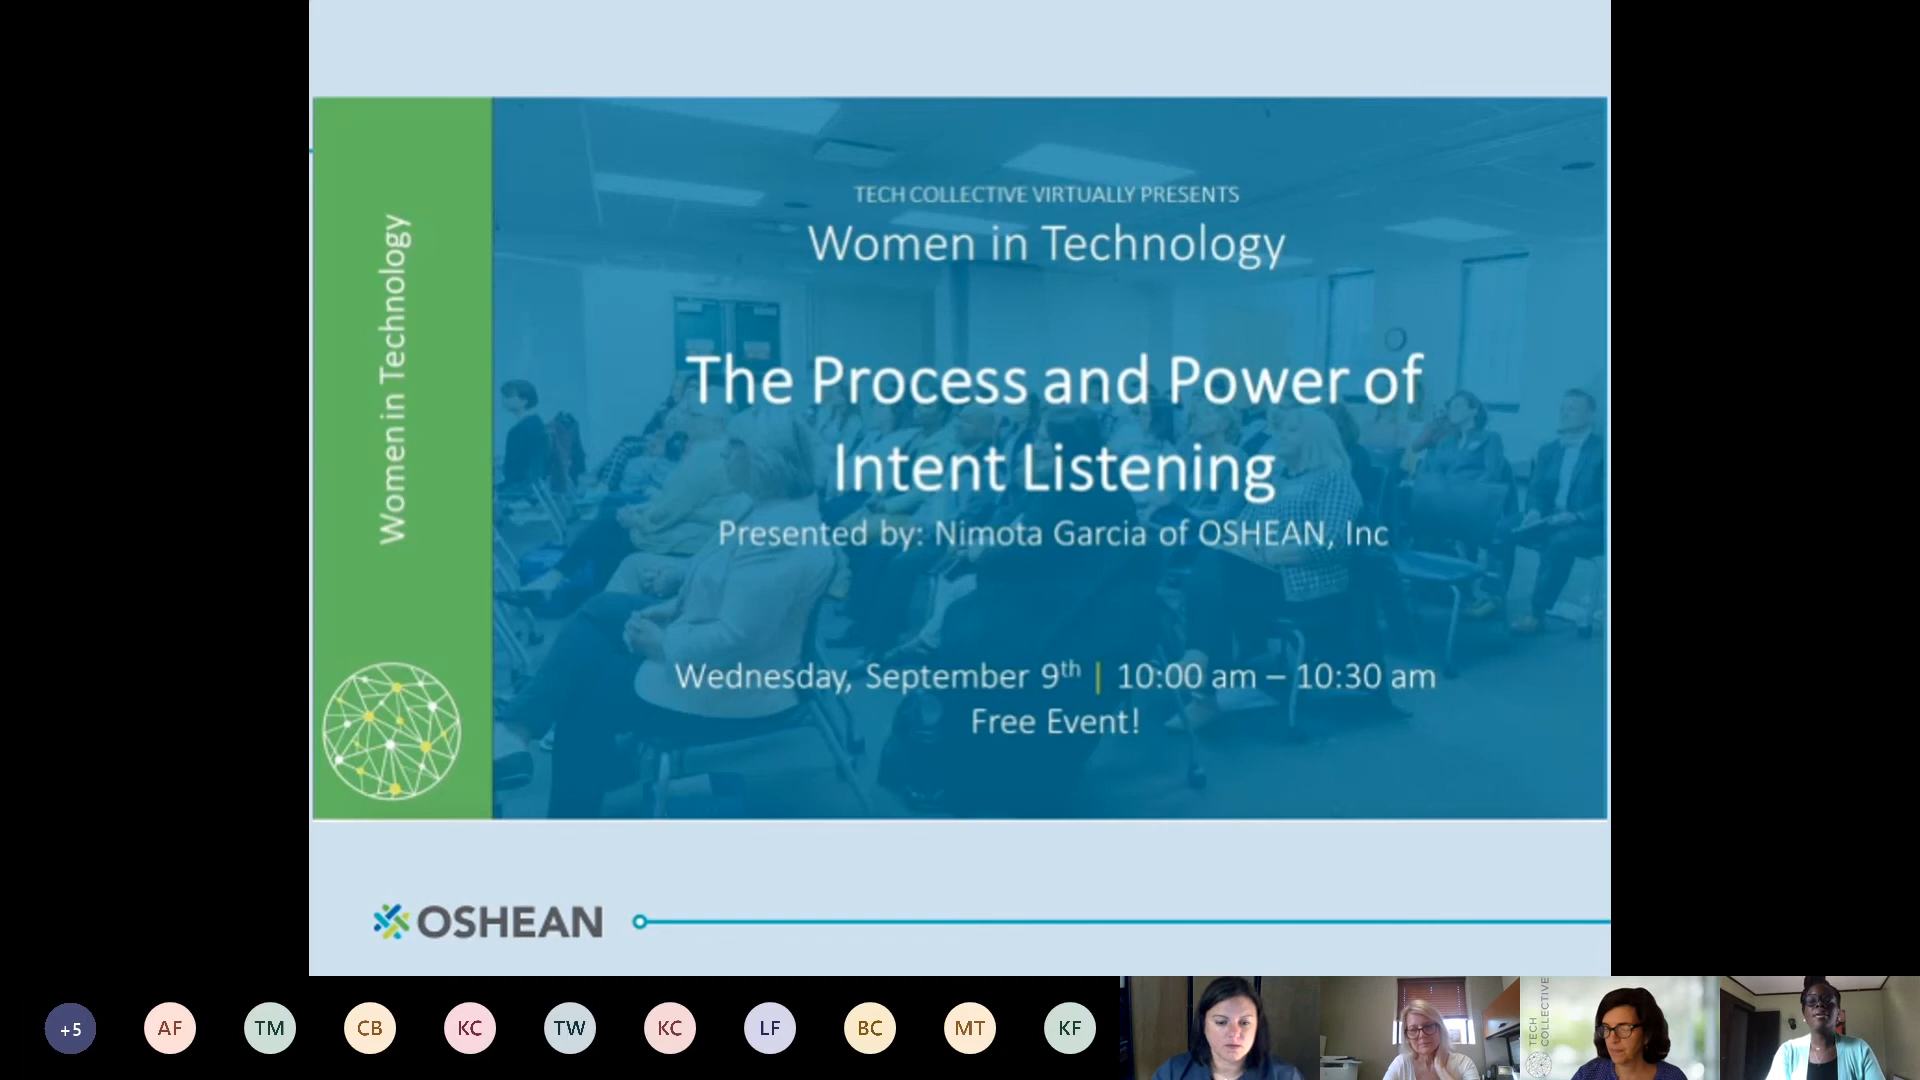 Women in Technology
TECH COLLECTIVE VIRTUALLY PRESENTS
Women in Technology
The Process and Power of
Intent Listening
Presented by: Nimota Garcia of OSHEAN, Inc
Wednesday, September 9th | 10:00 am – 10:30 am
Free Event!
OSHEAN
+5
AF
TM
CB
KC
TW
KC
LF
BC
MT
KF
TECH
COLLECTIVE